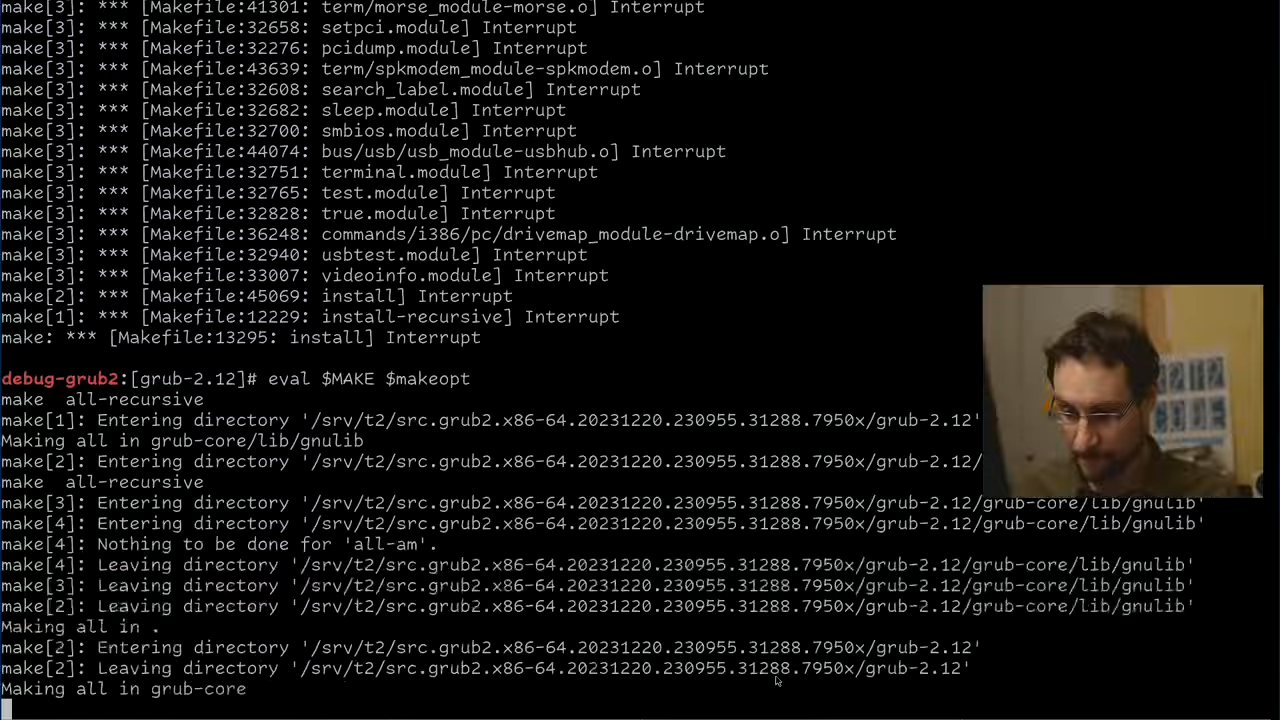 make[3]: *** [Makefile:41301: term/morse_module-morse.o] Interrupt
make[3]: *** [Makefile:32658: setpci.module] Interrupt
make[3]: *** [Makefile:32276: pcidump.module] Interrupt
make[3]: *** [Makefile:43639: term/spkmodem_module-spkmodem.o] Interrupt
make[3]: *** [Makefile:32608: search_label.module] Interrupt
make[3]: *** [Makefile:32682: sleep.module] Interrupt
make[3]: *** [Makefile:32700: smbios.module] Interrupt
make[3]: *** [Makefile:44074: bus/usb/usb_module-usbhub.o] Interrupt
make[3]: *** [Makefile:32751: terminal.module] Interrupt
make[3]: *** [Makefile:32765: test.module] Interrupt
make[3]: *** [Makefile:32828: true.module] Interrupt
make[3]: *** [Makefile:36248: commands/i386/pc/drivemap_module-drivemap.o] Interrupt
make[3]: *** [Makefile:32940: usbtest.module] Interrupt
make[3]: *** [Makefile:33007: videoinfo.module] Interrupt
make[2]: *** [Makefile:45069: install] Interrupt
make[1]: *** [Makefile:12229: install-recursive] Interrupt
make: *** [Makefile:13295: install] Interrupt
debug-grub2:[grub-2.12]# eval $MAKE $makeopt
make  all-recursive
make[1]: Entering directory '/srv/t2/src.grub2.x86-64.20231220.230955.31288.7950x/grub-2.12'
Making all in grub-core/lib/gnulib
make[2]: Entering directory '/srv/t2/src.grub2.x86-64.20231220.230955.31288.7950x/grub-2.12/
make  all-recursive
make[3]: Entering directory '/srv/t2/src.grub2.x86-64.20231220.230955.31288.7950x/grub-2.12/grub-core/lib/gnulib'
make[4]: Entering directory '/srv/t2/src.grub2.x86-64.20231220.230955.31288.7950x/grub-2.12/grub-core/lib/gnulib'
make[4]: Nothing to be done for 'all-am'.
make[4]: Leaving directory '/srv/t2/src.grub2.x86-64.20231220.230955.31288.7950x/grub-2.12/grub-core/lib/gnulib'
make[3]: Leaving directory '/srv/t2/src.grub2.x86-64.20231220.230955.31288.7950x/grub-2.12/grub-core/lib/gnulib'
make[2]: Leaving directory '/srv/t2/src.grub2.x86-64.20231220.230955.31288.7950x/grub-2.12/grub-core/lib/gnulib'
Making all in .
make[2]: Entering directory '/srv/t2/src.grub2.x86-64.20231220.230955.31288.7950x/grub-2.12'
make[2]: Leaving directory '/srv/t2/src.grub2.x86-64.20231220.230955.31288.7950x/grub-2.12'
Making all in grub-core